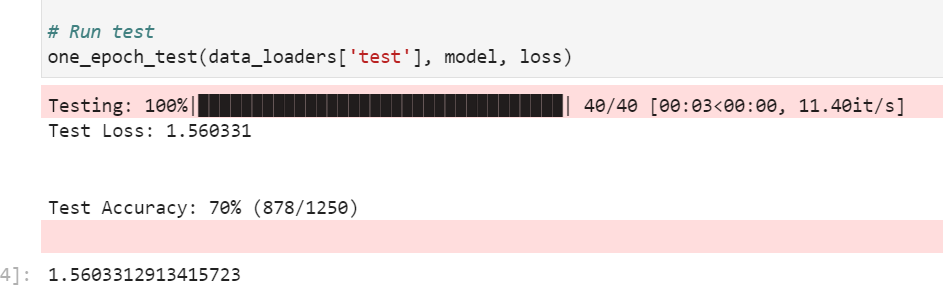 # Run test
one_epoch_test(data_loaders['test'], model, loss)
Testing: 100%|██████████████████████████████████| 40/40 [00:03<00:00, 11.40it/s]
Test Loss: 1.560331
Test Accuracy: 70% (878/1250)
4]: 1.5603312913415723